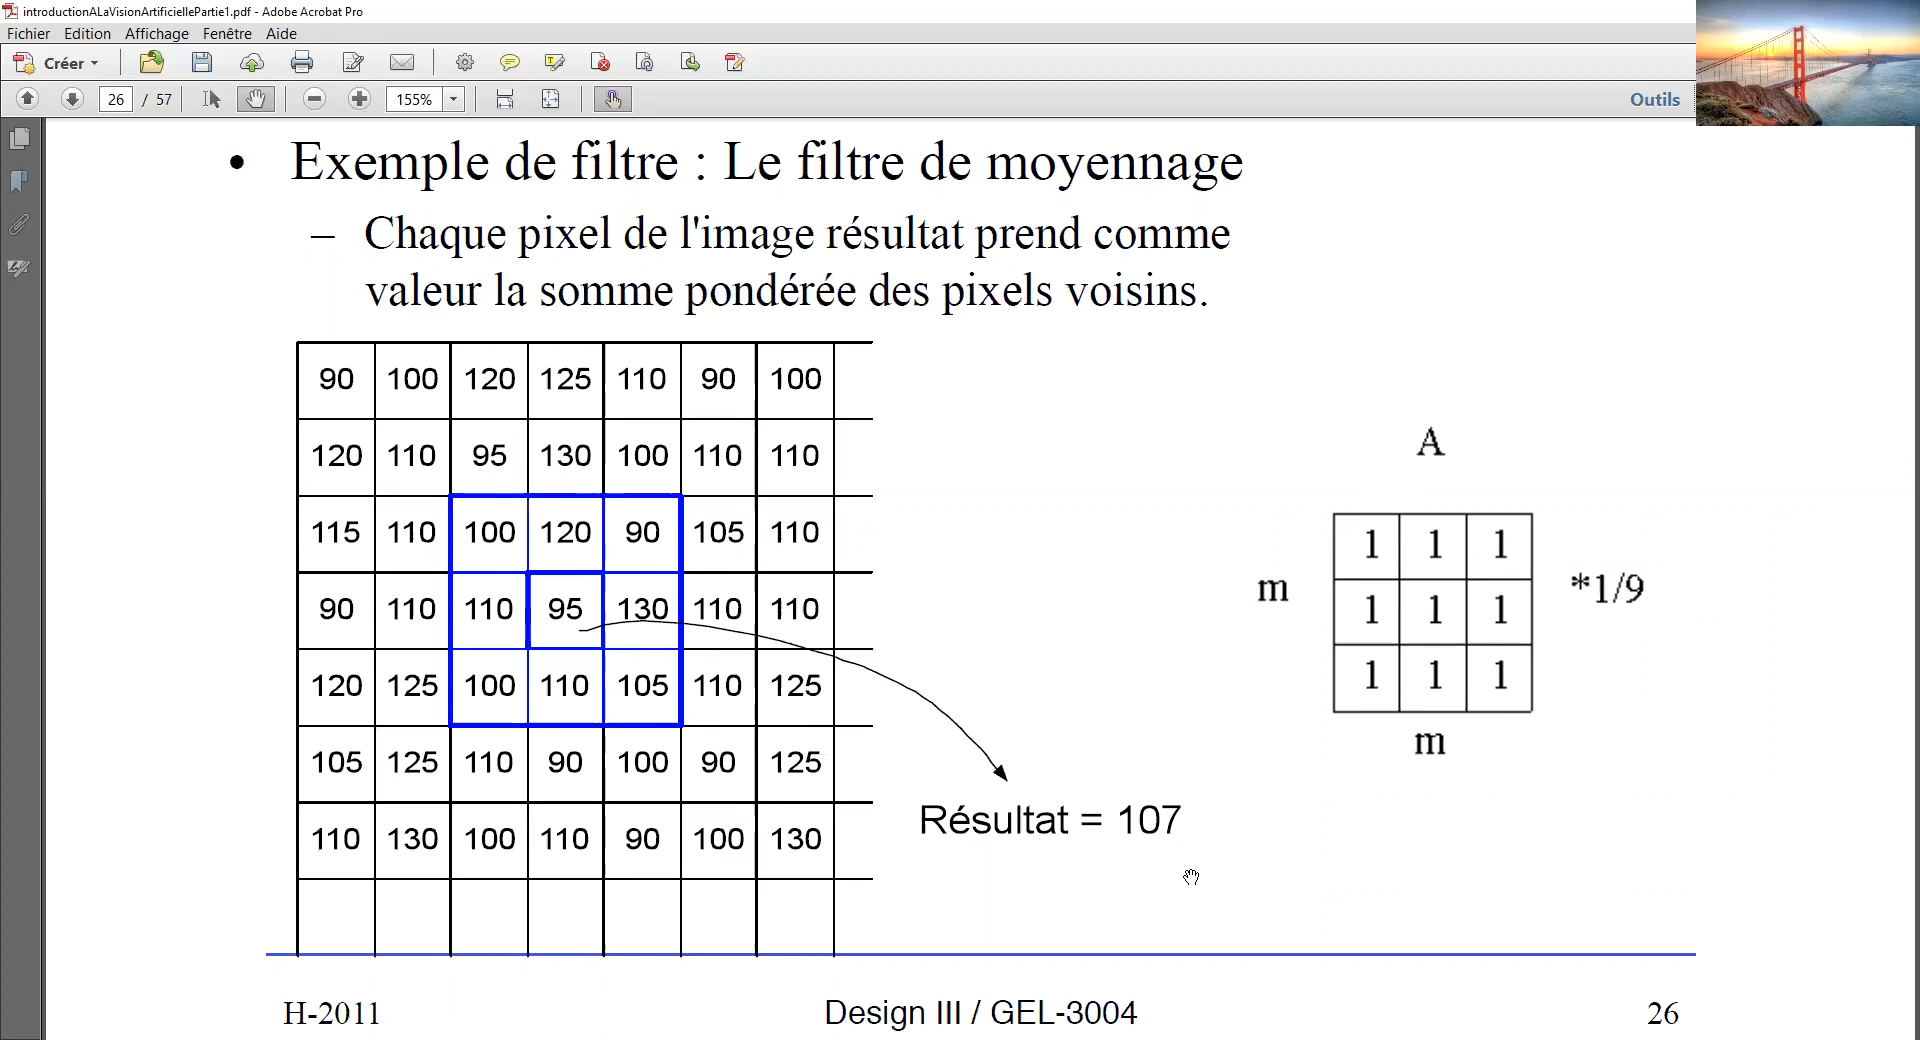 introductionALaVisionArtificiellePartie1.pdf - Adobe Acrobat Pro
Fichier Edition Affichage Fenêtre Aide
Créer
26 / 57 155% Outils
• Exemple de filtre : Le filtre de moyennage
– Chaque pixel de l'image résultat prend comme
valeur la somme pondérée des pixels voisins.
90 100 120 125 110 90 100
120 110 95 130 100 110 110
115 110 100 120 90 105 110
90 110 110 95 130 110 110
120 125 100 110 105 110 125
105 125 110 90 100 90 125
110 130 100 110 90 100 130
A
1 1 1
m 1 1 1 *1/9
1 1 1
m
Résultat = 107
H-2011 Design III / GEL-3004 26